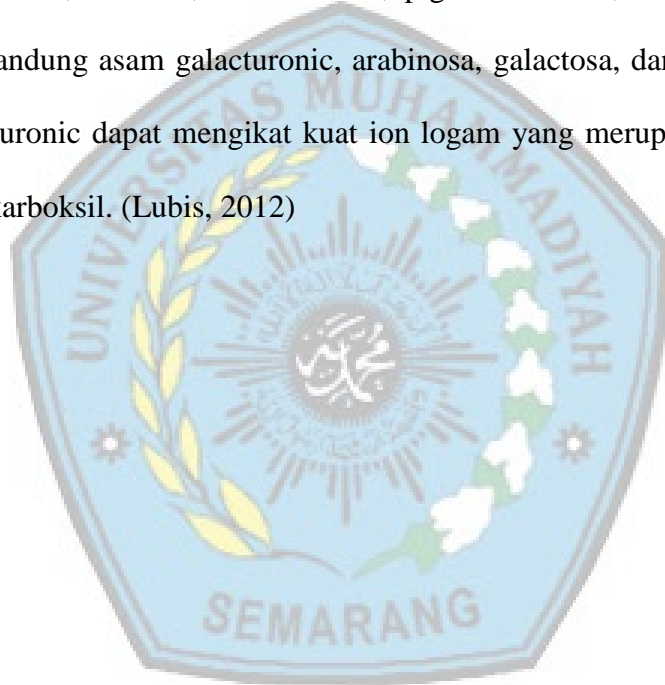 andung asam galacturonic, arabinosa, galactosa, dar
uronic dapat mengikat kuat ion logam yang merup
karboksil. (Lubis, 2012)
UNIVERSITAS MUHAMMADIYAH
SEMARANG